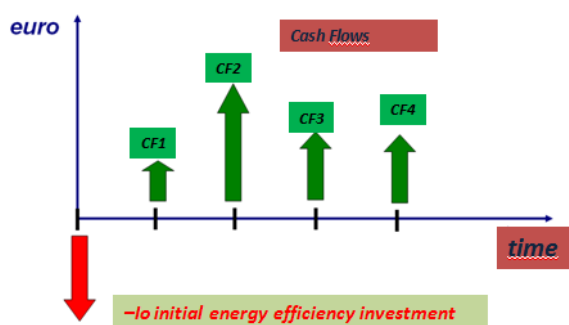 euro
Cash Flows
CF2
CF1
CF3
CF4
time
–Io initial energy efficiency investment